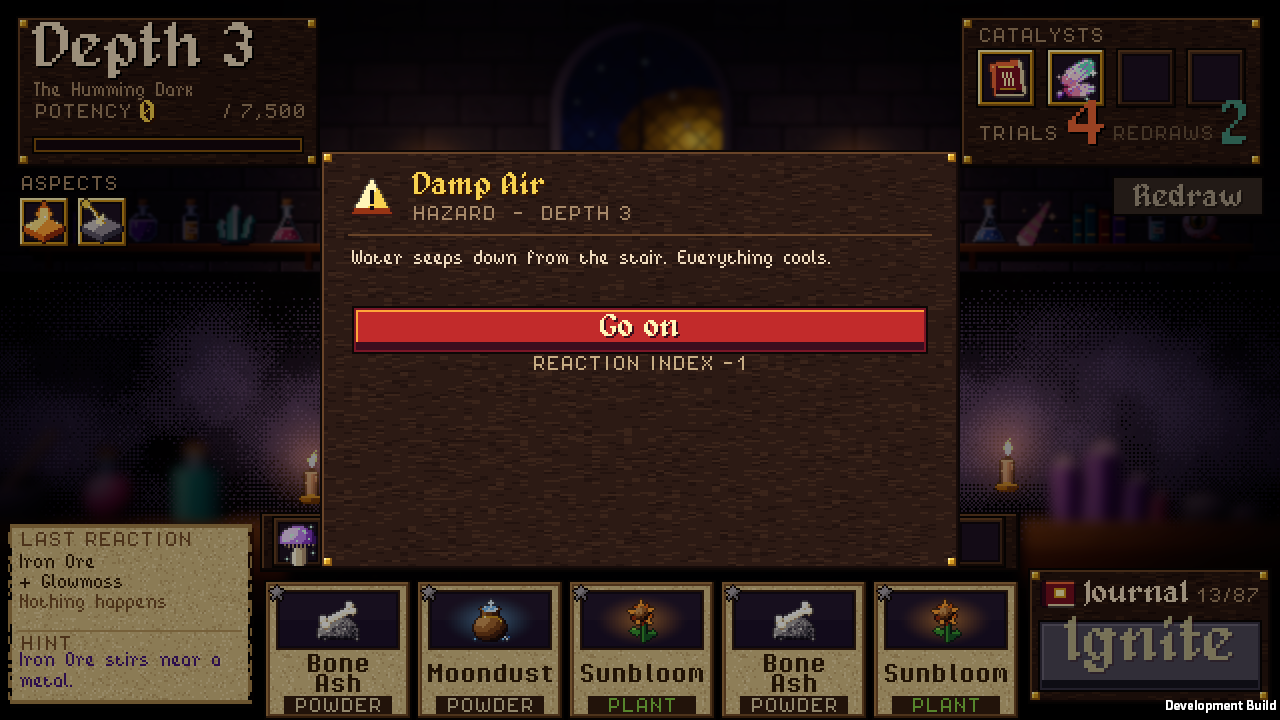 Depth 3
The Humming Dark
POTENCY 0 / 7,500
ASPECTS
CATALYSTS
TRIALS 4 REDRAWS 2
Redraw
Damp Air
HAZARD - DEPTH 3
Water seeps down from the stair. Everything cools.
Go on
REACTION INDEX -1
LAST REACTION
Iron Ore
+ Glowmoss
Nothing happens
HINT
Iron Ore stirs near a
metal.
Bone
Ash
POWDER
Moondust
POWDER
Sunbloom
PLANT
Bone
Ash
POWDER
Sunbloom
PLANT
Journal 13/87
Ignite
Development Build